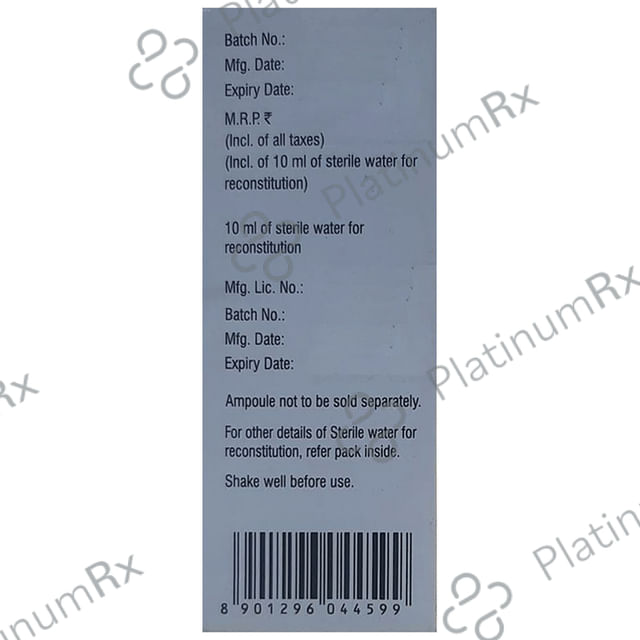 Batch No.:
Mfg. Date:
Expiry Date:
M.R.P. ₹
(Incl. of all taxes)
(Incl. of 10 ml of sterile water for
reconstitution)
10 ml of sterile water for
reconstitution
Mfg. Lic. No.:
Batch No.:
Mfg. Date:
Expiry Date:
Ampoule not to be sold separately.
For other details of Sterile water for
reconstitution, refer pack inside.
Shake well before use.
8 901296 044599
PlatinumRx
PlatinumRx
PlatinumRx
Rx
PlatinumRx
tinumRx
Platinum